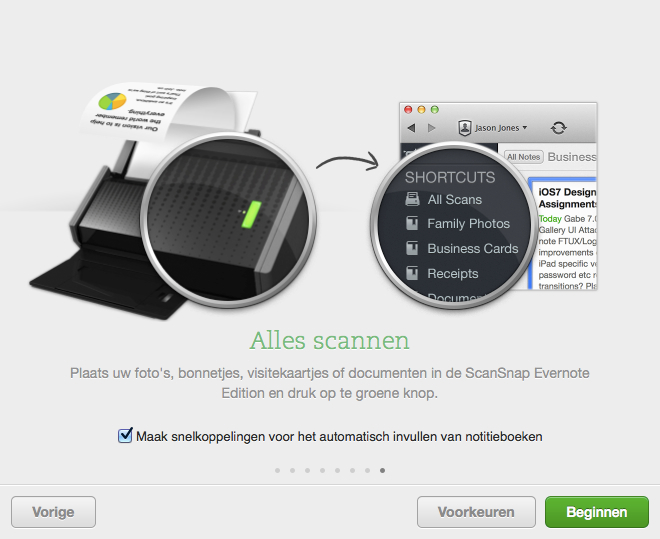 Our vision is to help
the world remember
everything.
Jason Jones
All Notes
Business
SHORTCUTS
All Scans
Family Photos
Business Cards
Receipts
iOS7 Design
Assignments
Today Gabe 7.0
Gallery UI Attac
note FTUX/Log
improvements
iPad specific v
password etc
transitions? Pl
Alles scannen
Plaats uw foto's, bonnetjes, visitekaartjes of documenten in de ScanSnap Evernote
Edition en druk op te groene knop.
Maak snelkoppelingen voor het automatisch invullen van notitieboeken
Vorige
Voorkeuren
Beginnen